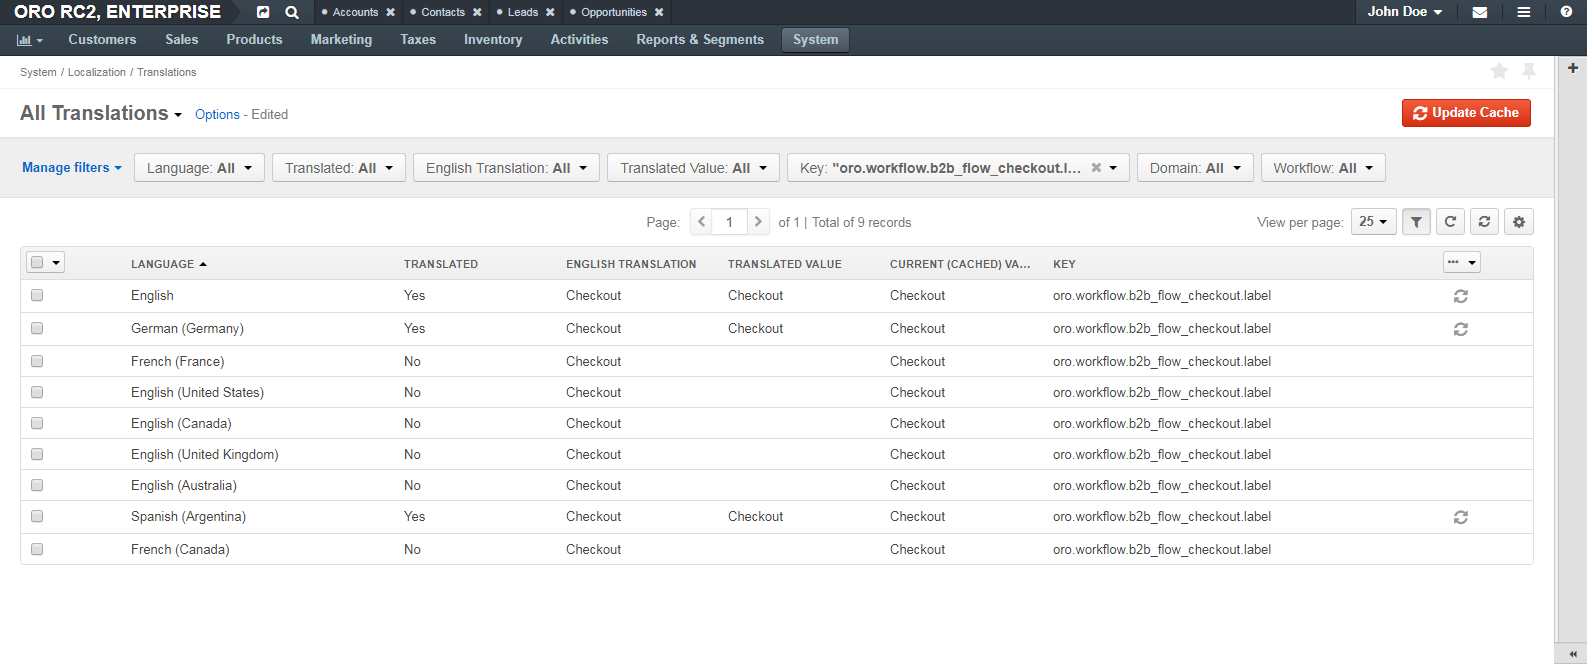 ORO RC2, ENTERPRISE
• Accounts ✖ • Contacts ✖ • Leads ✖ • Opportunities ✖
John Doe
Customers Sales Products Marketing Taxes Inventory Activities Reports & Segments System
System / Localization / Translations
All Translations Options - Edited
Update Cache
Manage filters Language: All Translated: All English Translation: All Translated Value: All Key: "oro.workflow.b2b_flow_checkout.l... ✖ Domain: All Workflow: All
Page: < 1 > of 1 | Total of 9 records View per page: 25
LANGUAGE TRANSLATED ENGLISH TRANSLATION TRANSLATED VALUE CURRENT (CACHED) VA... KEY
English Yes Checkout Checkout Checkout oro.workflow.b2b_flow_checkout.label
German (Germany) Yes Checkout Checkout Checkout oro.workflow.b2b_flow_checkout.label
French (France) No Checkout Checkout oro.workflow.b2b_flow_checkout.label
English (United States) No Checkout Checkout oro.workflow.b2b_flow_checkout.label
English (Canada) No Checkout Checkout oro.workflow.b2b_flow_checkout.label
English (United Kingdom) No Checkout Checkout oro.workflow.b2b_flow_checkout.label
English (Australia) No Checkout Checkout oro.workflow.b2b_flow_checkout.label
Spanish (Argentina) Yes Checkout Checkout Checkout oro.workflow.b2b_flow_checkout.label
French (Canada) No Checkout Checkout oro.workflow.b2b_flow_checkout.label